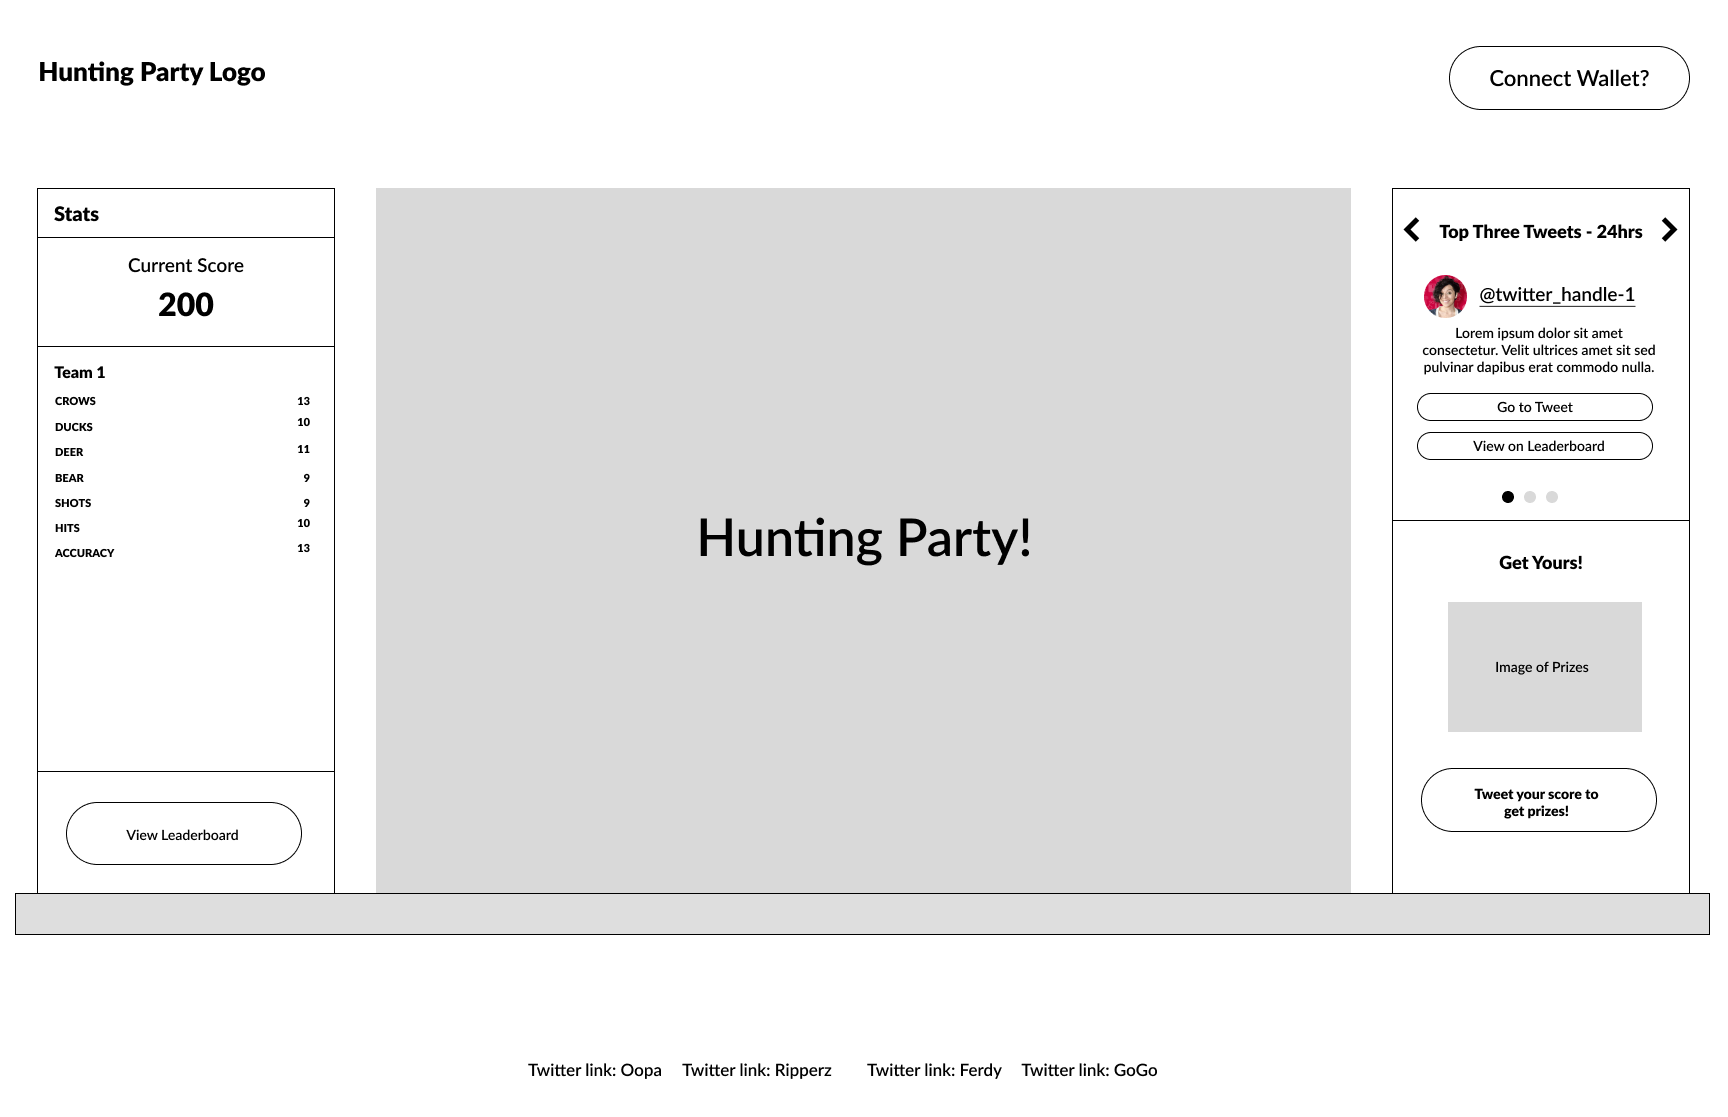 Hunting Party Logo
Connect Wallet?
Stats
Current Score
200
Team 1
CROWS 13
DUCKS 10
DEER 11
BEAR 9
SHOTS 9
HITS 10
ACCURACY 13
View Leaderboard
Hunting Party!
Top Three Tweets - 24hrs
@twitter_handle-1
Lorem ipsum dolor sit amet
consectetur. Velit ultrices amet sit sed
pulvinar dapibus erat commodo nulla.
Go to Tweet
View on Leaderboard
Get Yours!
Image of Prizes
Tweet your score to
get prizes!
Twitter link: Oopa Twitter link: Ripperz Twitter link: Ferdy Twitter link: GoGo